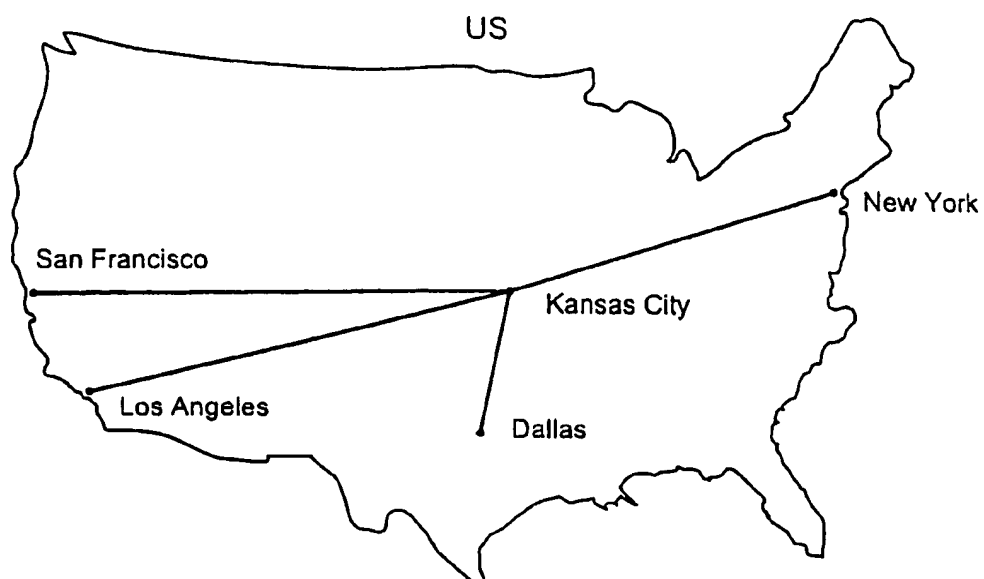 US
New York
San Francisco
Kansas City
Los Angeles
Dallas